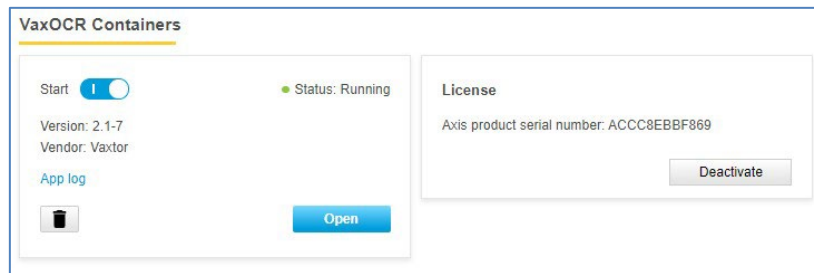 VaxOCR Containers
Start
Status: Running
Version: 2.1-7
Vendor: Vaxtor
App log
Open
License
Axis product serial number: ACCC8EBBF869
Deactivate